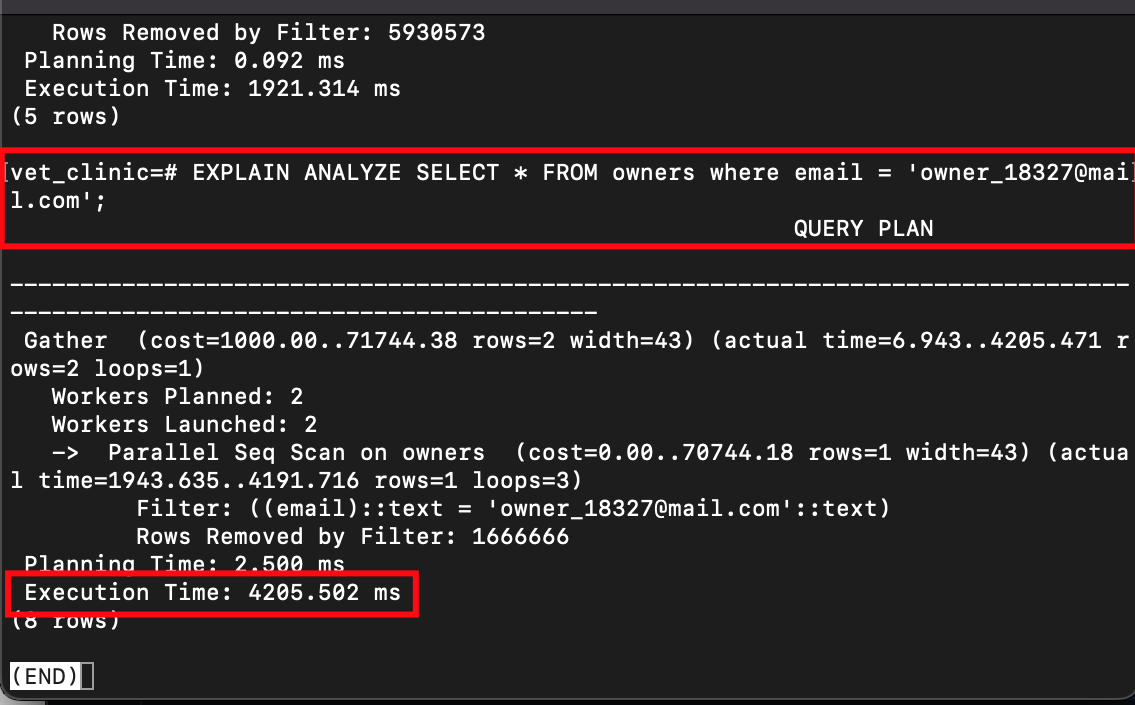 Rows Removed by Filter: 5930573
Planning Time: 0.092 ms
Execution Time: 1921.314 ms
(5 rows)
[vet_clinic=# EXPLAIN ANALYZE SELECT * FROM owners where email = 'owner_18327@mai]
l.com';
QUERY PLAN
--------------------------------------------------------------------------------
------------------------------------------
Gather  (cost=1000.00..71744.38 rows=2 width=43) (actual time=6.943..4205.471 r
ows=2 loops=1)
Workers Planned: 2
Workers Launched: 2
->  Parallel Seq Scan on owners  (cost=0.00..70744.18 rows=1 width=43) (actua
l time=1943.635..4191.716 rows=1 loops=3)
Filter: ((email)::text = 'owner_18327@mail.com'::text)
Rows Removed by Filter: 1666666
Planning Time: 2.500 ms
Execution Time: 4205.502 ms
(8 rows)
(END)